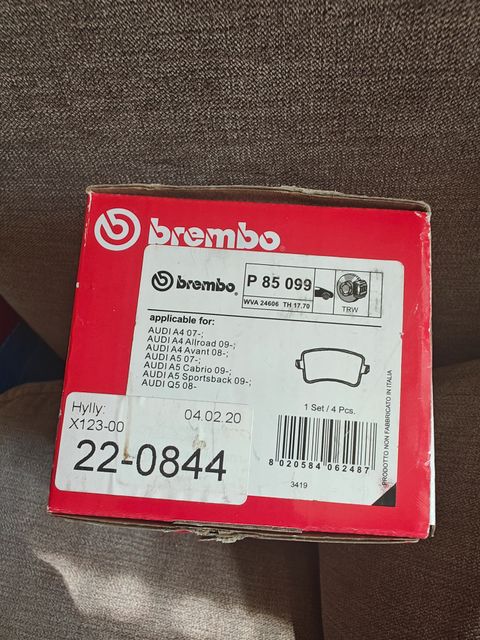 brembo
brembo.
P 85 099
WVA 24606 TH 17.70
TRW
applicable for:
AUDI A4 07-;
AUDI A4 Allroad 09-;
AUDI A4 Avant 08-;
AUDI A5 07-;
AUDI A5 Cabrio 09-;
AUDI A5 Sportsback 09-;
AUDI Q5 08-
1 Set / 4 Pcs.
8 020584 062487
3419
PRODOTTO NON FABBRICATO IN ITALIA
Hylly: 04.02.20
X123-00
22-0844